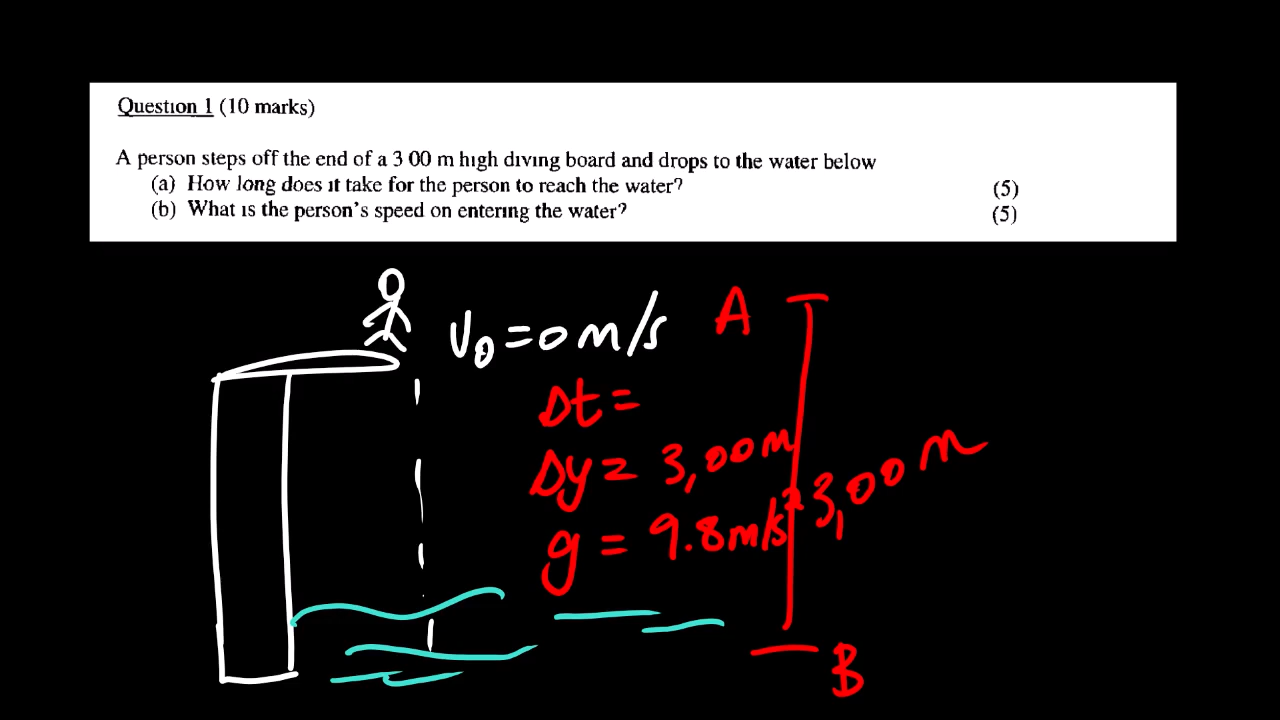 Question 1 (10 marks)
A person steps off the end of a 3 00 m high diving board and drops to the water below
(a) How long does it take for the person to reach the water? (5)
(b) What is the person's speed on entering the water? (5)
v₀ = 0 m/s
A
Δt =
Δy = 3,00 m
3,00 m
g = 9.8 m/s²
B